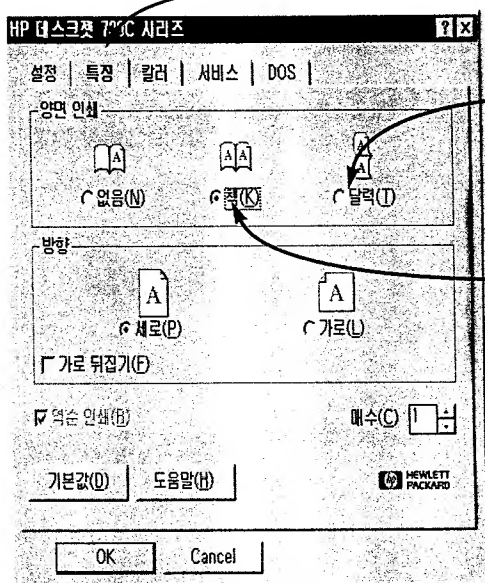 HP 데스크젯 7??C 시리즈
설정 특징 칼러 서비스 DOS
양면 인쇄
없음(N) 책(K) 달력(T)
방향
세로(P) 가로(L)
가로 뒤집기(F)
역순 인쇄(R) 매수(C) 1
기본값(D) 도움말(H) HEWLETT PACKARD
OK Cancel